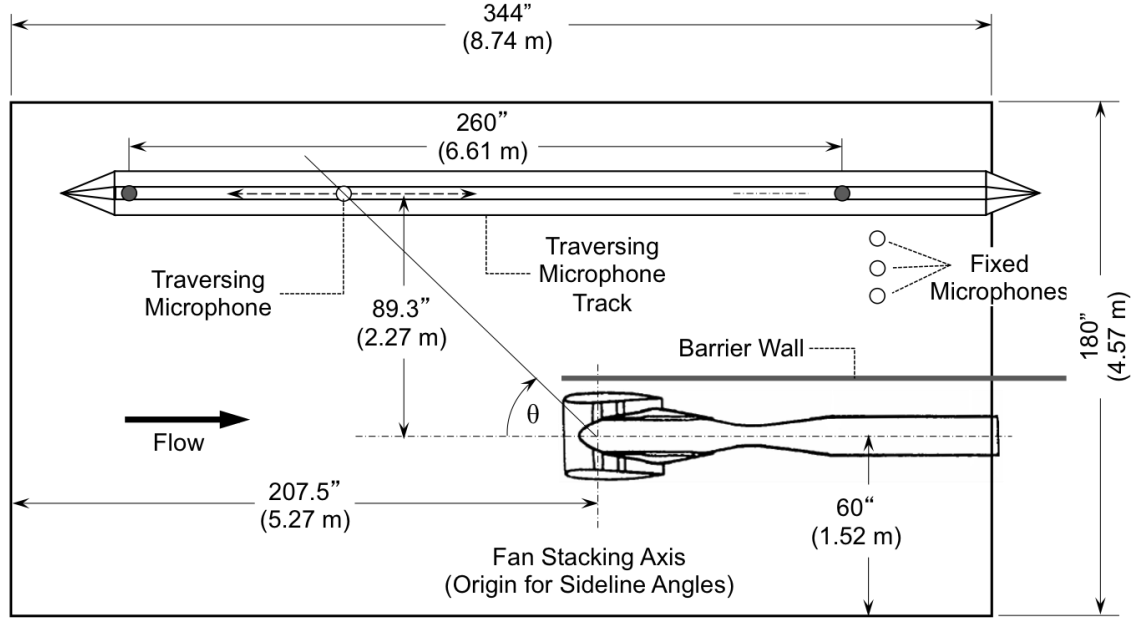 344”
(8.74 m)
260”
(6.61 m)
Traversing
Microphone
Traversing
Microphone
Track
Fixed
Microphones
89.3”
(2.27 m)
180”
(4.57 m)
Barrier Wall
θ
Flow
207.5”
(5.27 m)
60“
(1.52 m)
Fan Stacking Axis
(Origin for Sideline Angles)